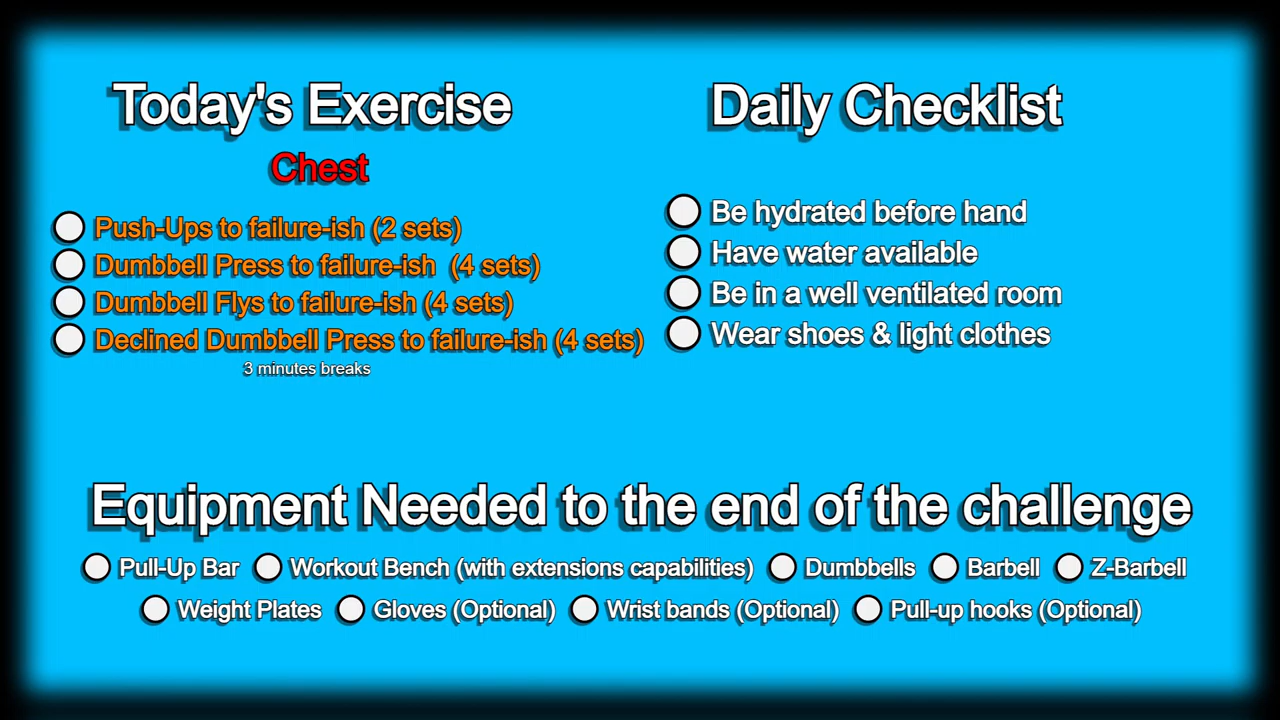 Today's Exercise
Chest
Push-Ups to failure-ish (2 sets)
Dumbbell Press to failure-ish  (4 sets)
Dumbbell Flys to failure-ish (4 sets)
Declined Dumbbell Press to failure-ish (4 sets)
3 minutes breaks
Daily Checklist
Be hydrated before hand
Have water available
Be in a well ventilated room
Wear shoes & light clothes
Equipment Needed to the end of the challenge
Pull-Up Bar Workout Bench (with extensions capabilities) Dumbbells Barbell Z-Barbell
Weight Plates Gloves (Optional) Wrist bands (Optional) Pull-up hooks (Optional)